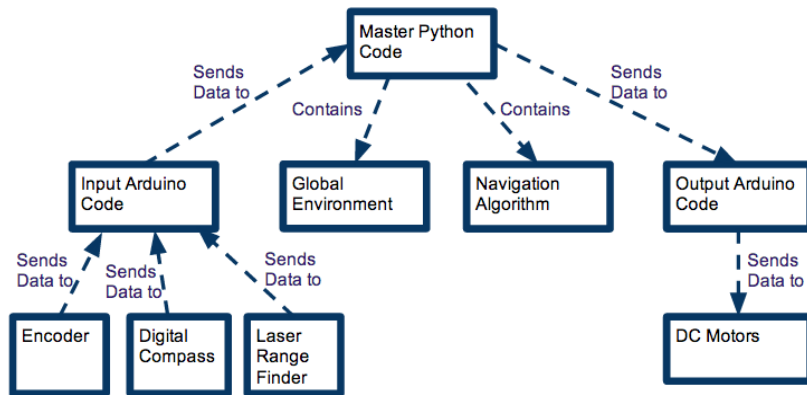 Master Python
Code
Sends
Data to
Contains
Contains
Sends
Data to
Input Arduino
Code
Global
Environment
Navigation
Algorithm
Output Arduino
Code
Sends
Data to
Sends
Data to
Sends
Data to
Sends
Data to
Encoder
Digital
Compass
Laser
Range
Finder
DC Motors